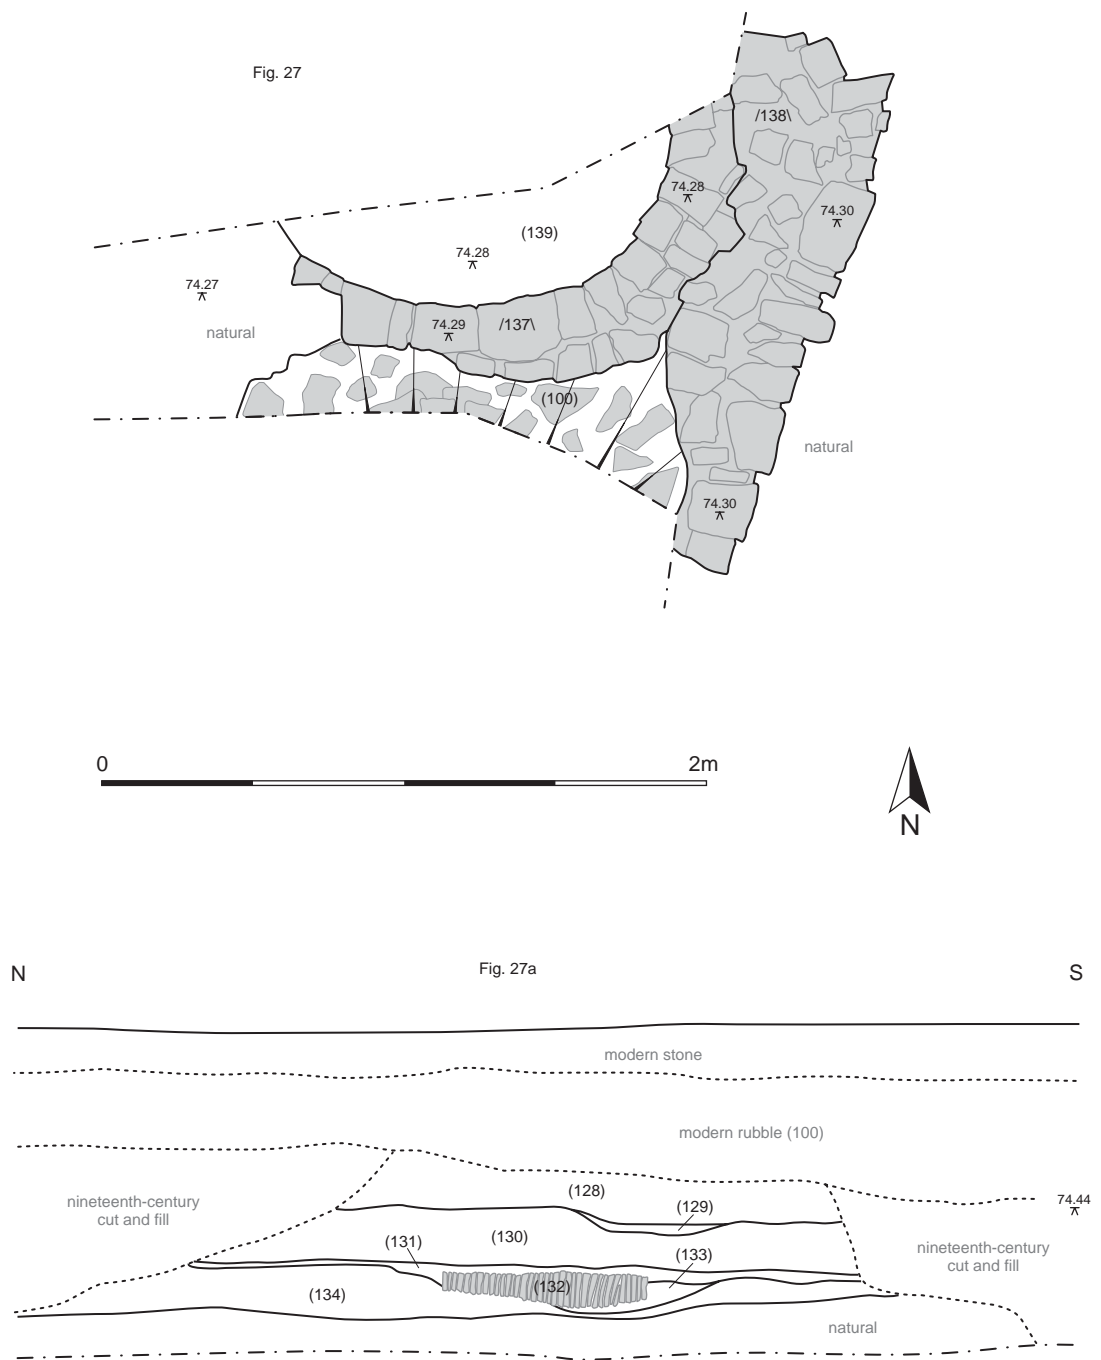 Fig. 27
/138\
74.28
74.30
(139)
74.28
74.27
natural
74.29
/137\
(100)
natural
74.30
0
2m
N
N
Fig. 27a
S
modern stone
modern rubble (100)
(128)
(129)
74.44
nineteenth-century
cut and fill
(130)
(131)
(133)
nineteenth-century
cut and fill
(132)
(134)
natural